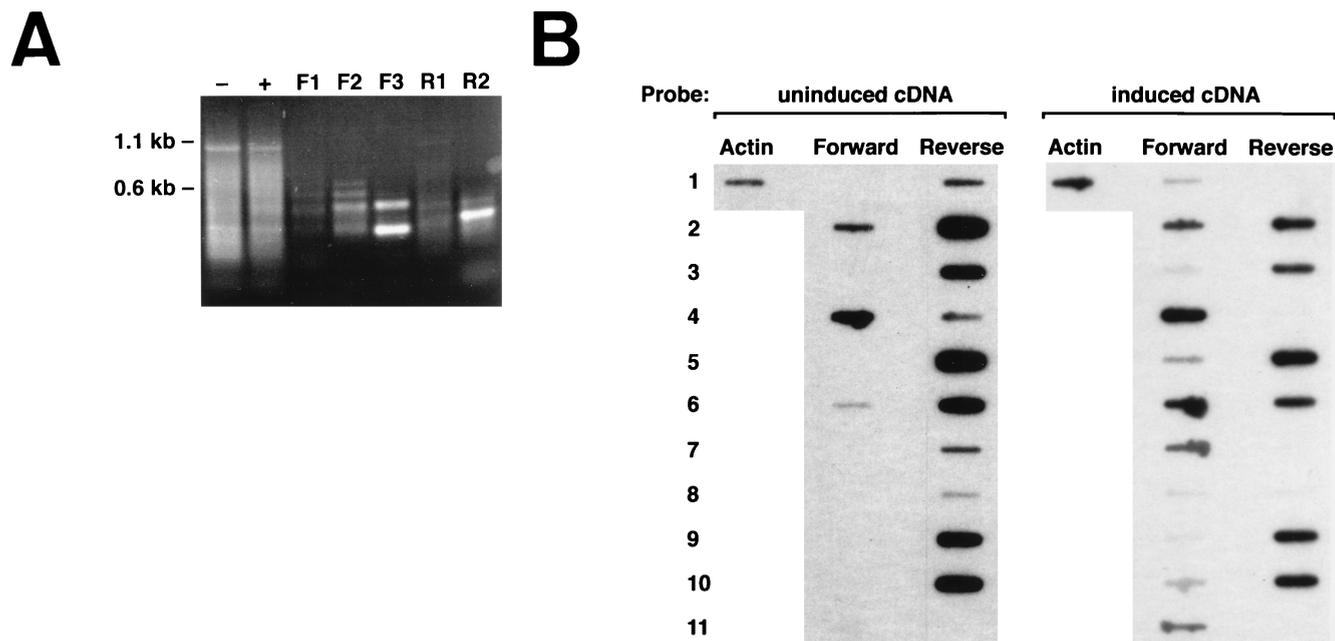 A
B
– + F1 F2 F3 R1 R2
1.1 kb –
0.6 kb –
Probe: uninduced cDNA induced cDNA
Actin Forward Reverse Actin Forward Reverse
1
2
3
4
5
6
7
8
9
10
11